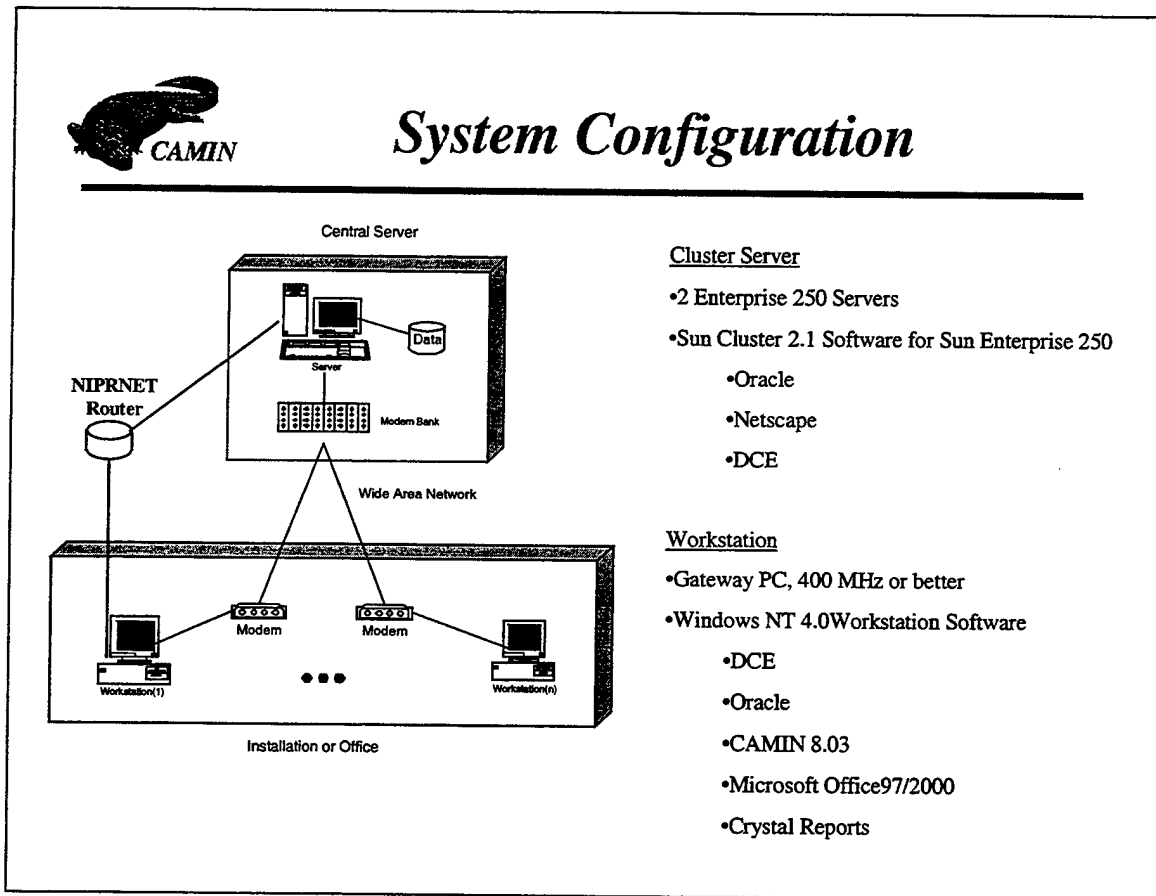 CAMIN
System Configuration
Central Server
Data
Server
Modem Bank
NIPRNET
Router
Wide Area Network
Modem
Modem
Workstation(1)
Workstation(n)
Installation or Office
Cluster Server
•2 Enterprise 250 Servers
•Sun Cluster 2.1 Software for Sun Enterprise 250
•Oracle
•Netscape
•DCE
Workstation
•Gateway PC, 400 MHz or better
•Windows NT 4.0Workstation Software
•DCE
•Oracle
•CAMIN 8.03
•Microsoft Office97/2000
•Crystal Reports